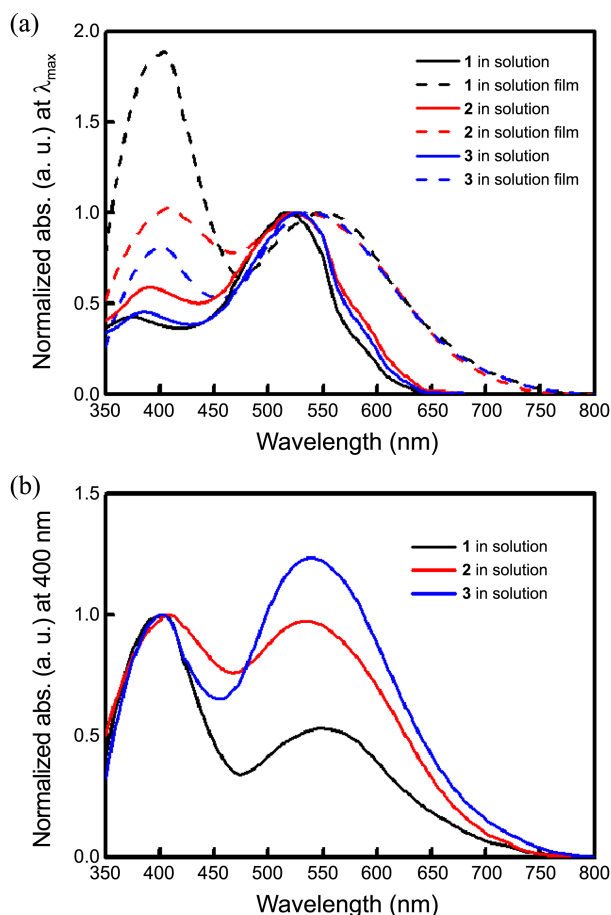 (a)
Normalized abs. (a. u.) at λmax
2.0
1.5
1.0
0.5
0.0
1 in solution
1 in solution film
2 in solution
2 in solution film
3 in solution
3 in solution film
350 400 450 500 550 600 650 700 750 800
Wavelength (nm)
(b)
Normalized abs. (a. u.) at 400 nm
1.5
1.0
0.5
0.0
1 in solution
2 in solution
3 in solution
350 400 450 500 550 600 650 700 750 800
Wavelength (nm)